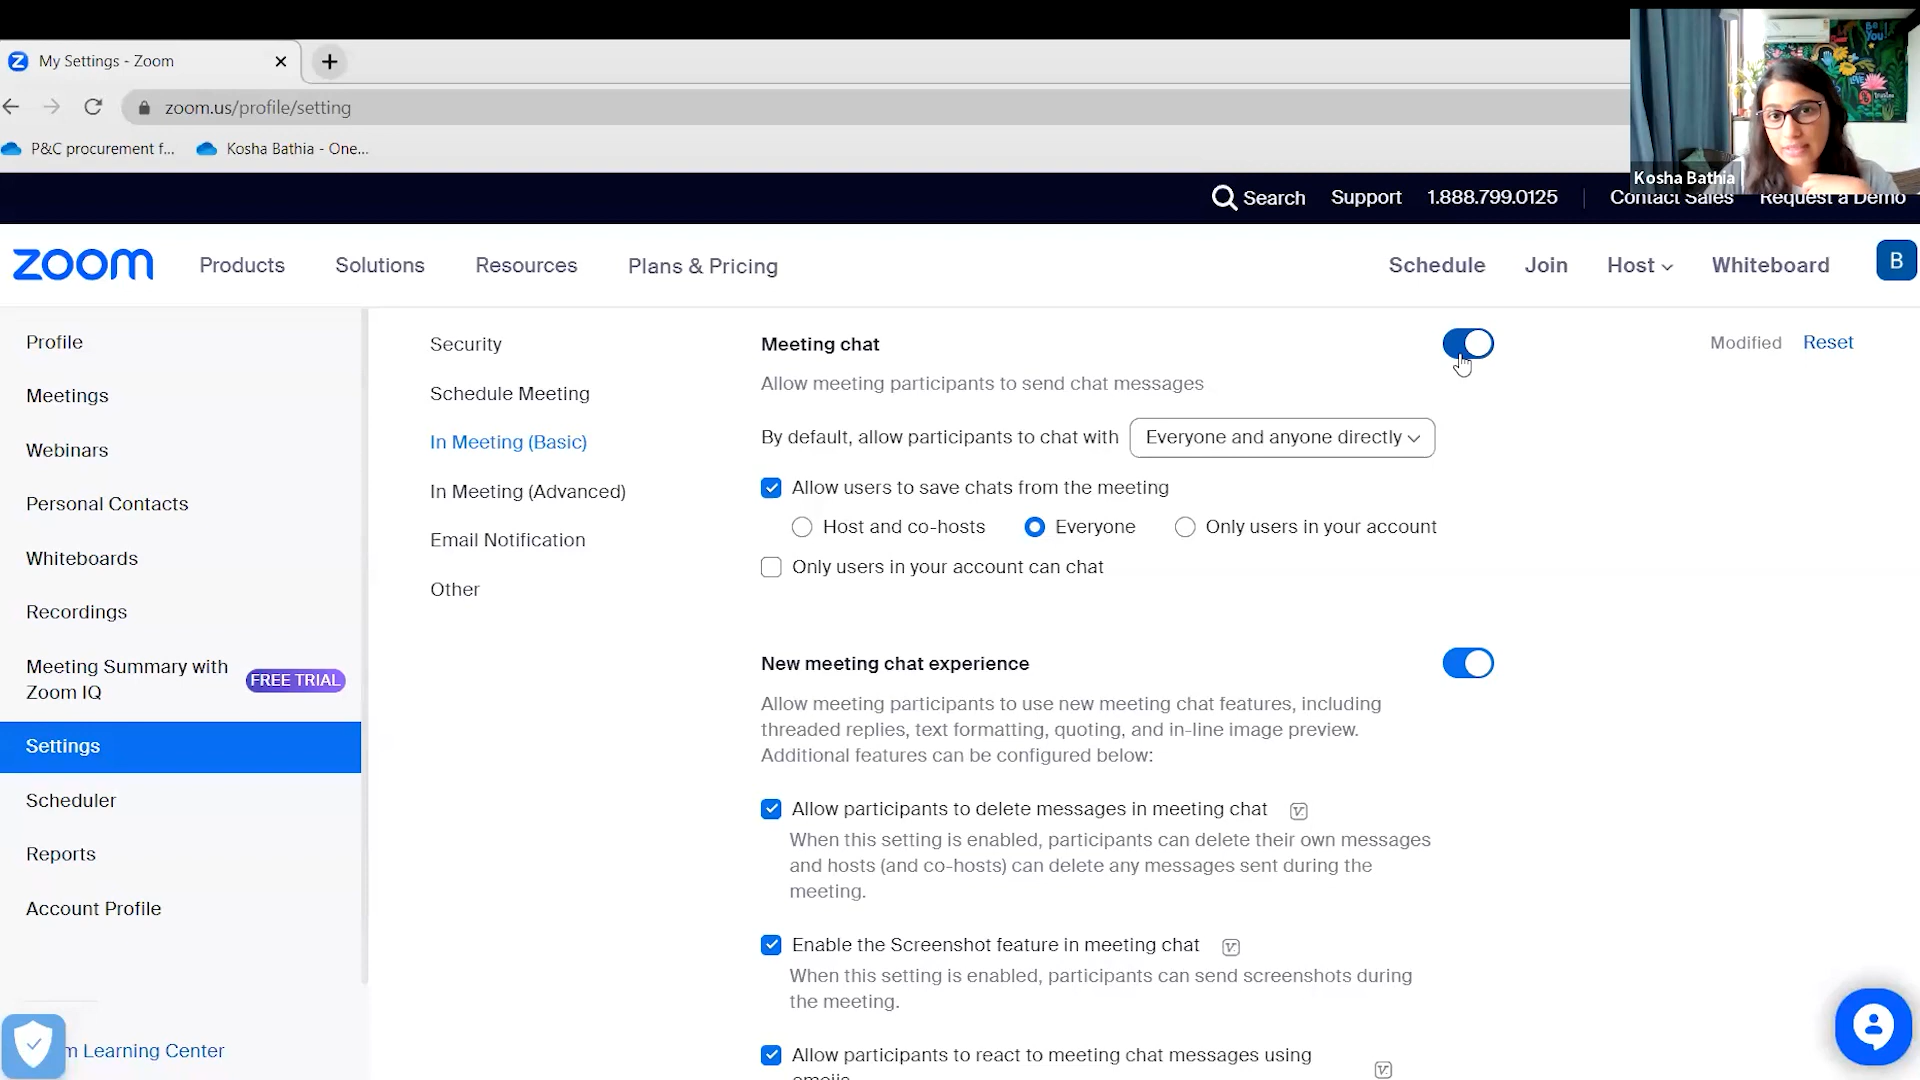 My Settings - Zoom
zoom.us/profile/setting
P&C procurement f...
Kosha Bathia - One...
Kosha Bathia
Search
Support
1.888.799.0125
Contact Sales
Request a Demo
zoom
Products
Solutions
Resources
Plans & Pricing
Schedule
Join
Host
Whiteboard
B
Profile
Meetings
Webinars
Personal Contacts
Whiteboards
Recordings
Meeting Summary with
Zoom IQ
FREE TRIAL
Settings
Scheduler
Reports
Account Profile
m Learning Center
Security
Schedule Meeting
In Meeting (Basic)
In Meeting (Advanced)
Email Notification
Other
Meeting chat
Modified
Reset
Allow meeting participants to send chat messages
By default, allow participants to chat with
Everyone and anyone directly
Allow users to save chats from the meeting
Host and co-hosts
Everyone
Only users in your account
Only users in your account can chat
New meeting chat experience
Allow meeting participants to use new meeting chat features, including
threaded replies, text formatting, quoting, and in-line image preview.
Additional features can be configured below:
Allow participants to delete messages in meeting chat
When this setting is enabled, participants can delete their own messages
and hosts (and co-hosts) can delete any messages sent during the
meeting.
Enable the Screenshot feature in meeting chat
When this setting is enabled, participants can send screenshots during
the meeting.
Allow participants to react to meeting chat messages using
emojis